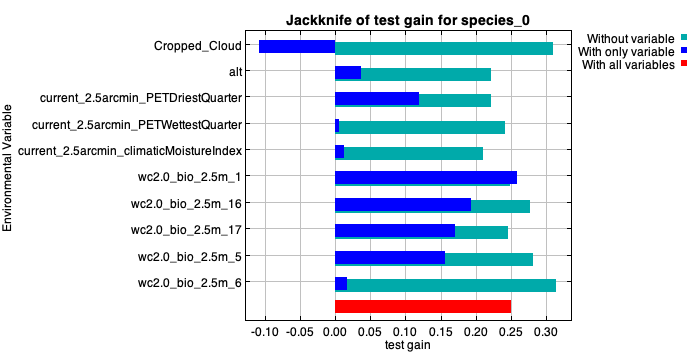 Jackknife of test gain for species_0
Without variable
With only variable
With all variables
Environmental Variable
Cropped_Cloud
alt
current_2.5arcmin_PETDriestQuarter
current_2.5arcmin_PETWettestQuarter
current_2.5arcmin_climaticMoistureIndex
wc2.0_bio_2.5m_1
wc2.0_bio_2.5m_16
wc2.0_bio_2.5m_17
wc2.0_bio_2.5m_5
wc2.0_bio_2.5m_6
-0.10 -0.05 0.00 0.05 0.10 0.15 0.20 0.25 0.30
test gain